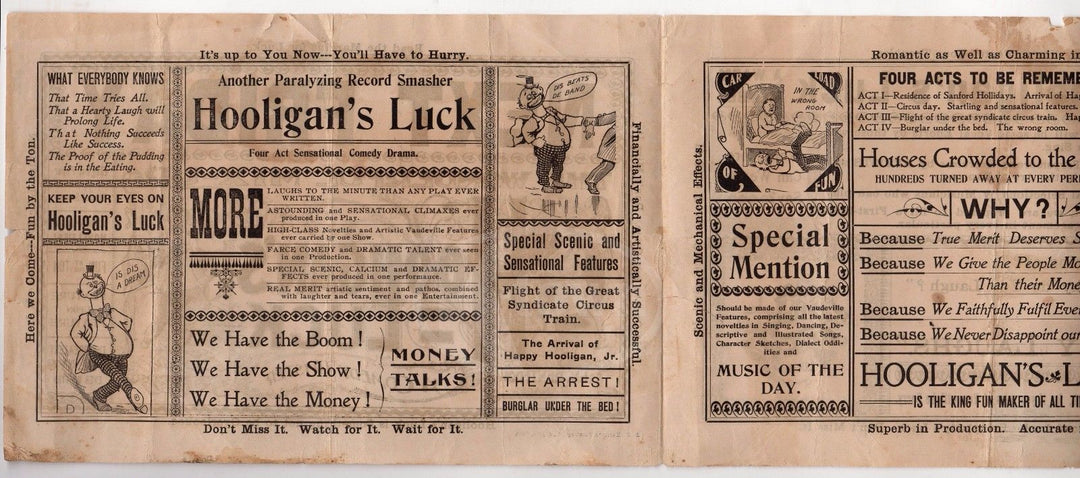 It's up to You Now---You'll Have to Hurry.
Here we Come---Fun by the Ton.
WHAT EVERYBODY KNOWS
That Time Tries All.
That a Hearty Laugh will
Prolong Life.
That Nothing Succeeds
Like Success.
The Proof of the Pudding
is in the Eating.
KEEP YOUR EYES ON
Hooligan's Luck
IS DIS
A DREAM
Another Paralyzing Record Smasher
Hooligan's Luck
Four Act Sensational Comedy Drama.
MORE
LAUGHS TO THE MINUTE THAN ANY PLAY EVER
WRITTEN.
ASTOUNDING and SENSATIONAL CLIMAXES ever
produced in one Play.
HIGH-CLASS Novelties and Artistic Vaudeville Features
ever carried by one Show.
FARCE COMEDY and DRAMATIC TALENT ever seen
in one Production.
SPECIAL SCENIC, CALCIUM and DRAMATIC EF-
FECTS ever produced in one performance.
REAL MERIT artistic sentiment and pathos, combined
with laughter and tears, ever in one Entertainment.
We Have the Boom !
We Have the Show !
We Have the Money !
MONEY
TALKS!
DIS BEATS
DE BAND
Special Scenic and
Sensational Features
Flight of the Great
Syndicate Circus
Train.
The Arrival of
Happy Hooligan, Jr.
THE ARREST!
BURGLAR UKDER THE BED!
Financially and Artistically Successful.
Don't Miss It. Watch for It. Wait for It.
Romantic as Well as Charming in
Scenic and Mechanical Effects.
CAR LOAD
IN THE
WRONG
ROOM
OF FUN
Special
Mention
Should be made of our Vaudeville
Features, comprising all the latest
novelties in Singing, Dancing, De-
scriptive and Illustrated Songs,
Character Sketches, Dialect Oddi-
ities and
MUSIC OF THE
DAY.
FOUR ACTS TO BE REMEME
ACT I—Residence of Sanford Hollidays. Arrival of Hap
ACT II—Circus day. Startling and sensational features.
ACT III—Flight of the great syndicate circus train. Hap
ACT IV—Burglar under the bed. The wrong room.
Houses Crowded to the
HUNDREDS TURNED AWAY AT EVERY PER
WHY?
Because True Merit Deserves S
Because We Give the People Mo
Than their Mone
Because We Faithfully Fulfil Ever
Because We Never Disappoint our
HOOLIGAN'S L
IS THE KING FUN MAKER OF ALL TI
Superb in Production. Accurate